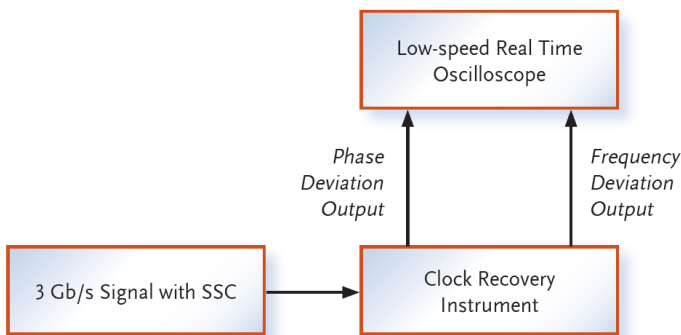 Low-speed Real Time
Oscilloscope
Phase
Deviation
Output
Frequency
Deviation
Output
3 Gb/s Signal with SSC
Clock Recovery
Instrument